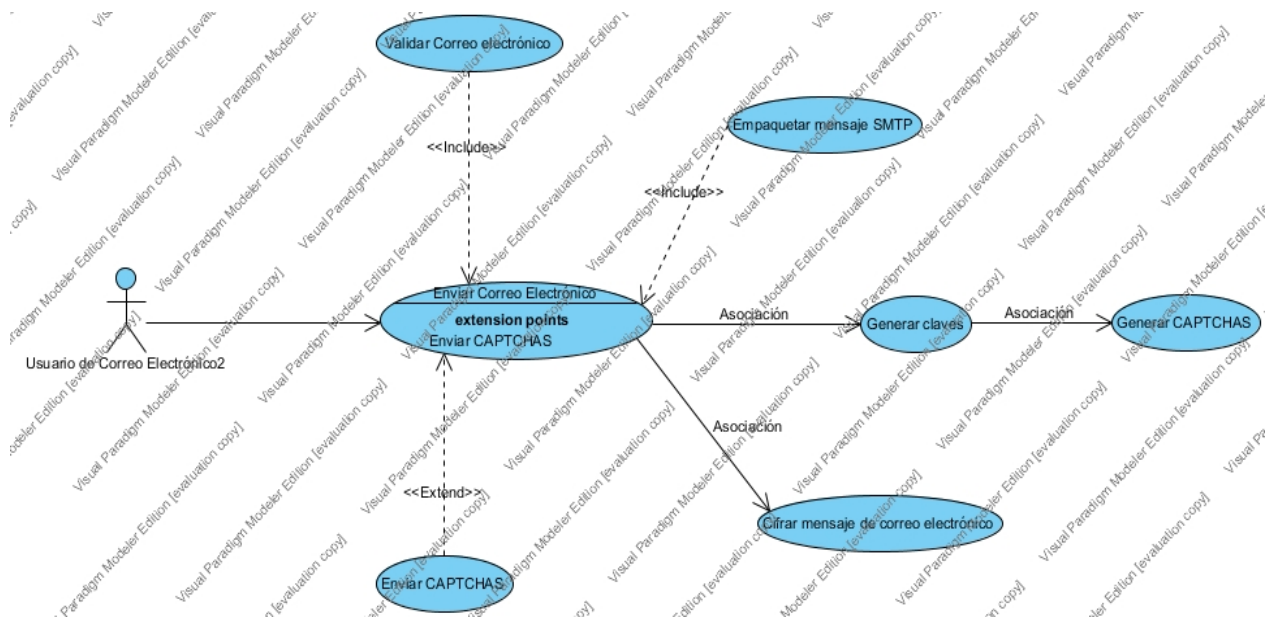 Validar Correo electrónico
Empaquetar mensaje SMTP
<<Include>>
<<Include>>
Enviar Correo Electrónico
extension points
Enviar CAPTCHAS
Asociación
Generar claves
Asociación
Generar CAPTCHAS
Usuario de Correo Electrónico2
Asociación
<<Extend>>
Cifrar mensaje de correo electrónico
Enviar CAPTCHAS
Visual Paradigm Modeler Edition [evaluation copy]